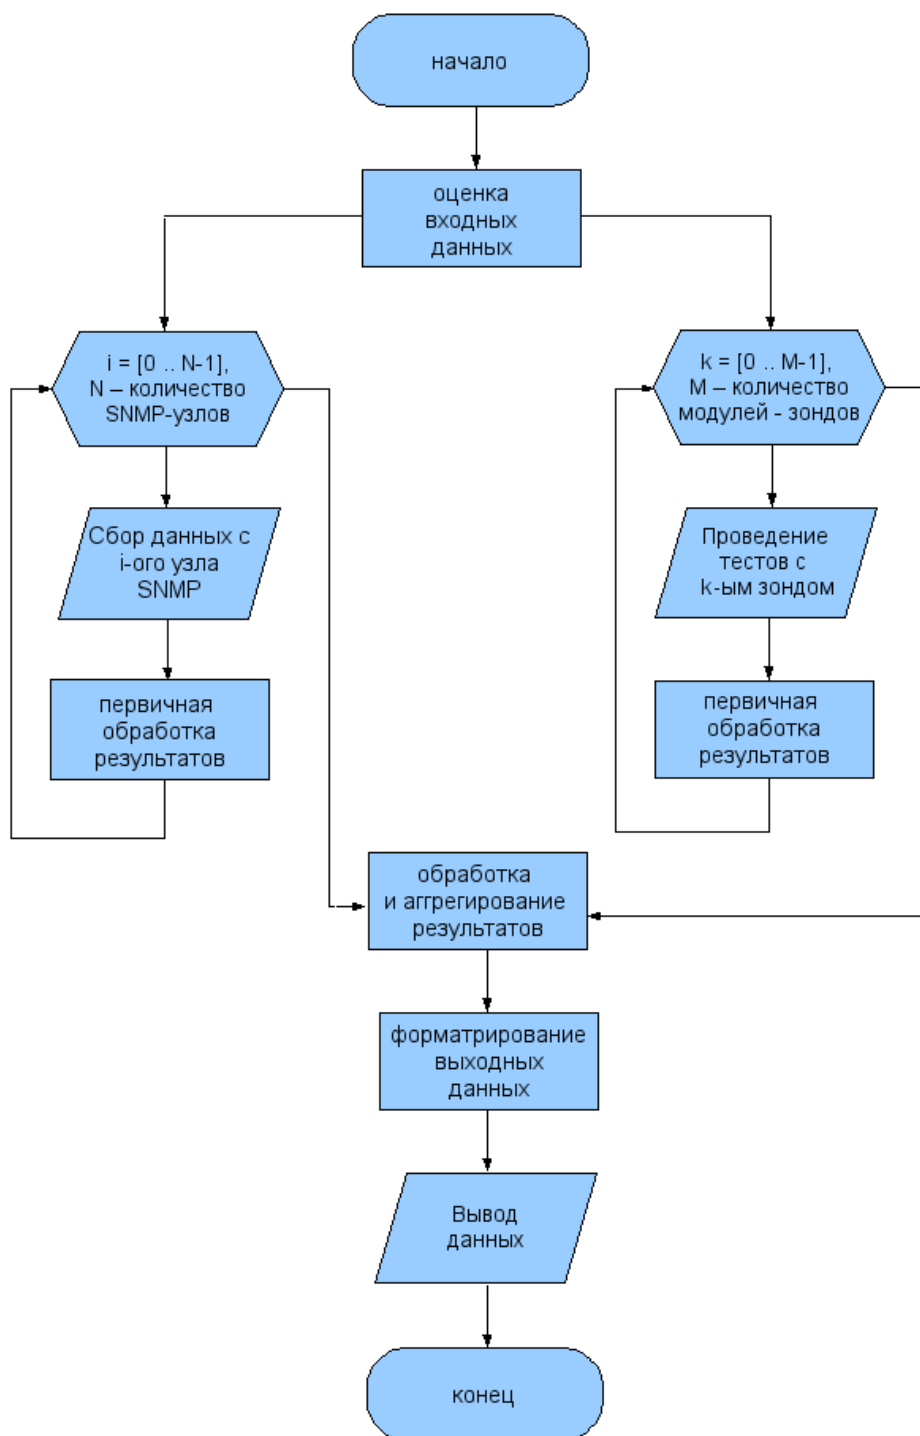 начало
оценка
входных
данных
i = [0 .. N-1],
N – количество
SNMP-узлов
k = [0 .. M-1],
M – количество
модулей - зондов
Сбор данных с
i-ого узла
SNMP
Проведение
тестов с
k-ым зондом
первичная
обработка
результатов
первичная
обработка
результатов
обработка
и аггрегирование
результатов
форматрирование
выходных
данных
Вывод
данных
конец